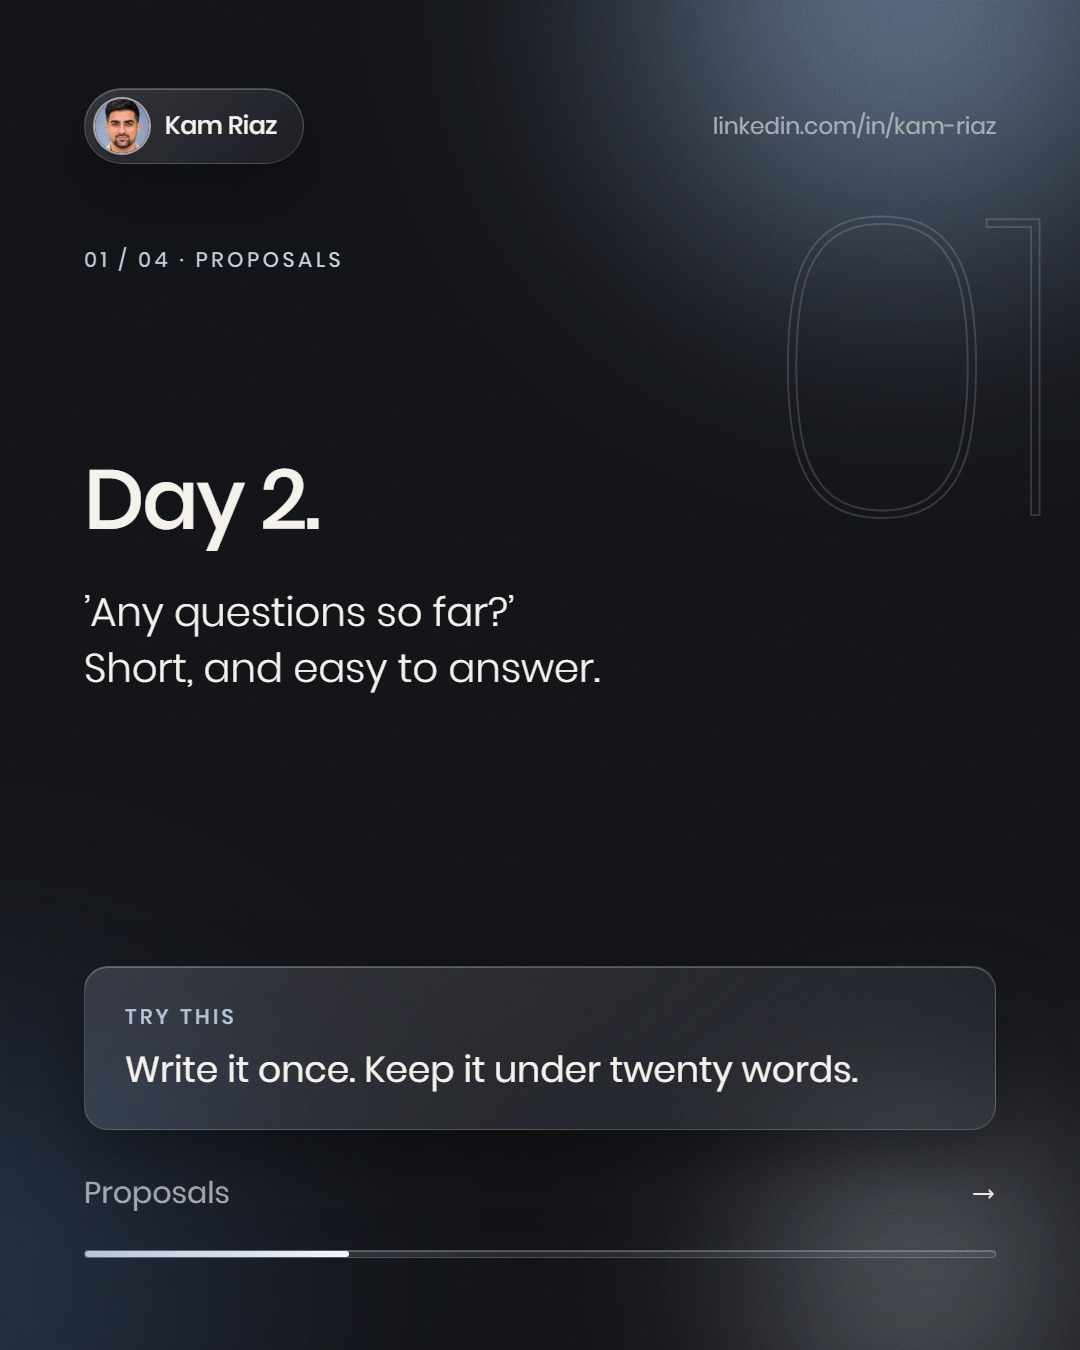 Kam Riaz
linkedin.com/in/kam-riaz
01 / 04 · PROPOSALS
01
Day 2.
’Any questions so far?’
Short, and easy to answer.
TRY THIS
Write it once. Keep it under twenty words.
Proposals →